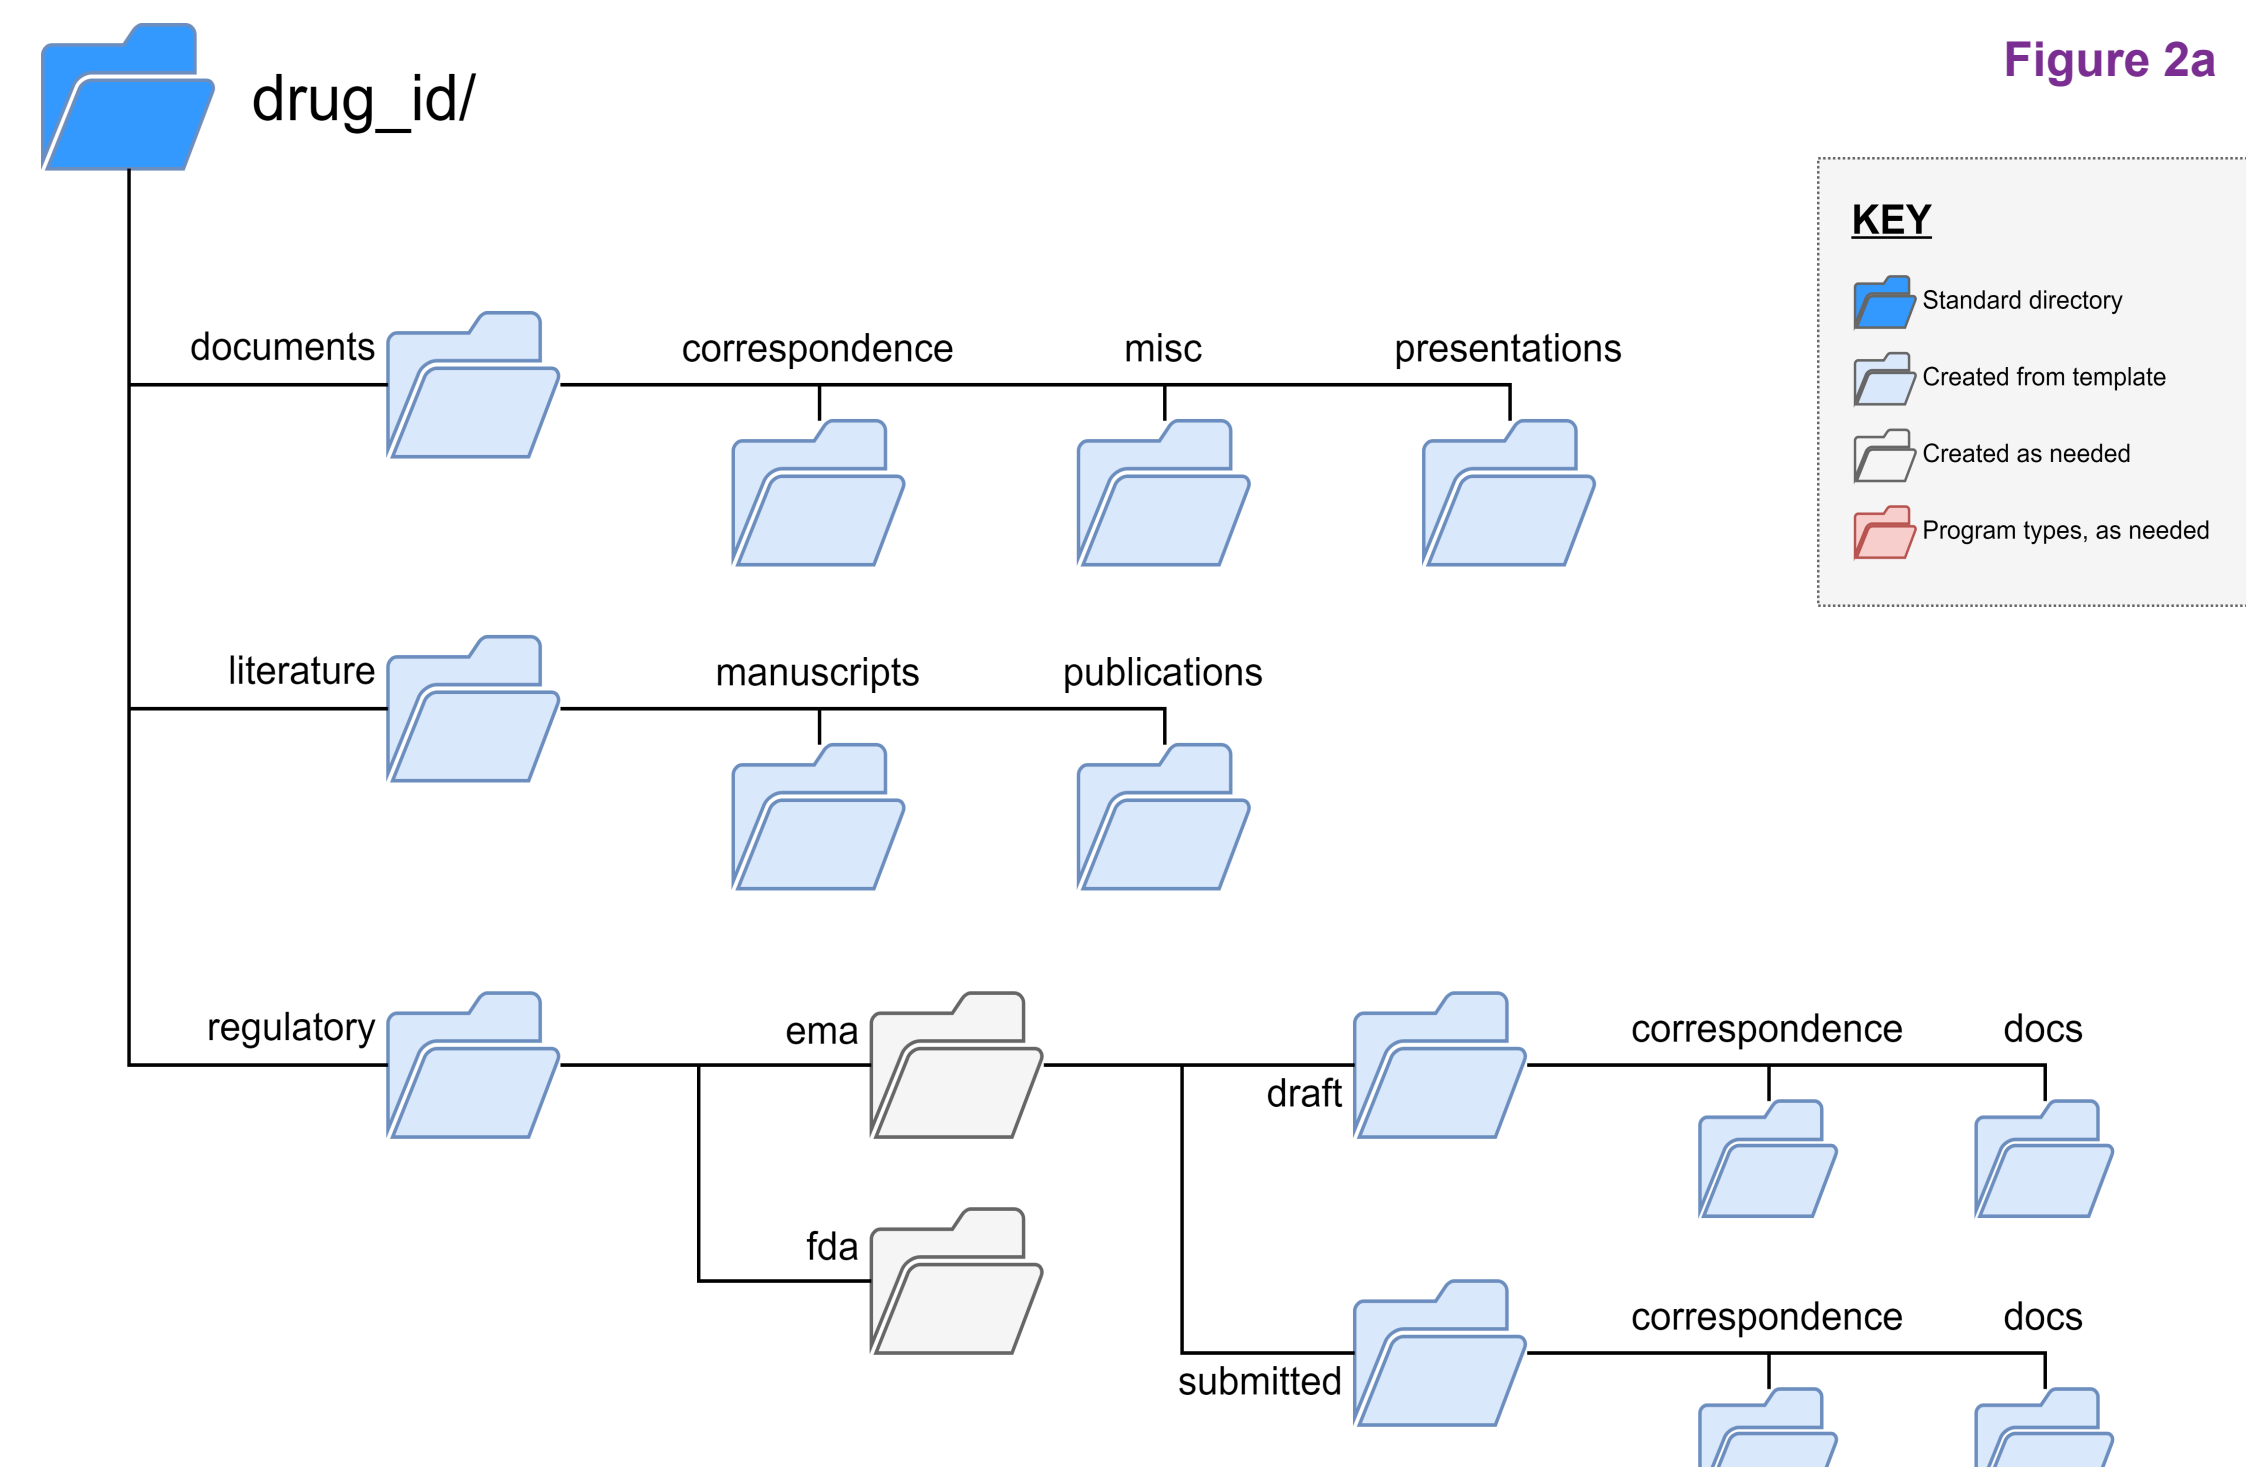 Figure 2a
drug_id/
KEY
Standard directory
Created from template
Created as needed
Program types, as needed
documents
correspondence
misc
presentations
literature
manuscripts
publications
regulatory
ema
draft
correspondence
docs
fda
submitted
correspondence
docs